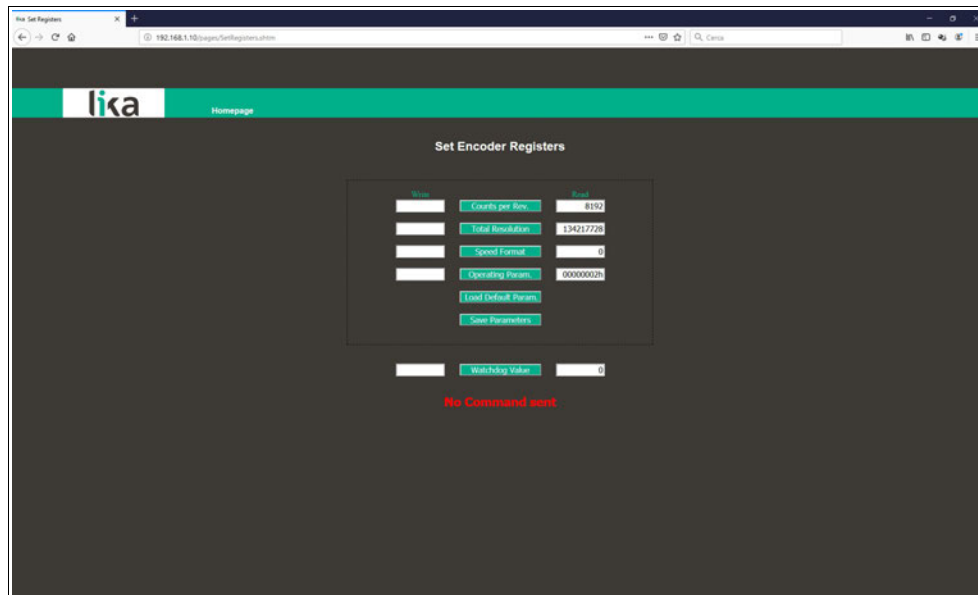 lika Set Registers
192.168.1.10/pages/SetRegisters.shtm
Cerca
lika
Homepage
Set Encoder Registers
Write Read
Counts per Rev. 8192
Total Resolution 134217728
Speed Format 0
Operating Param. 00000002h
Load Default Param.
Save Parameters
Watchdog Value 0
No Command sent